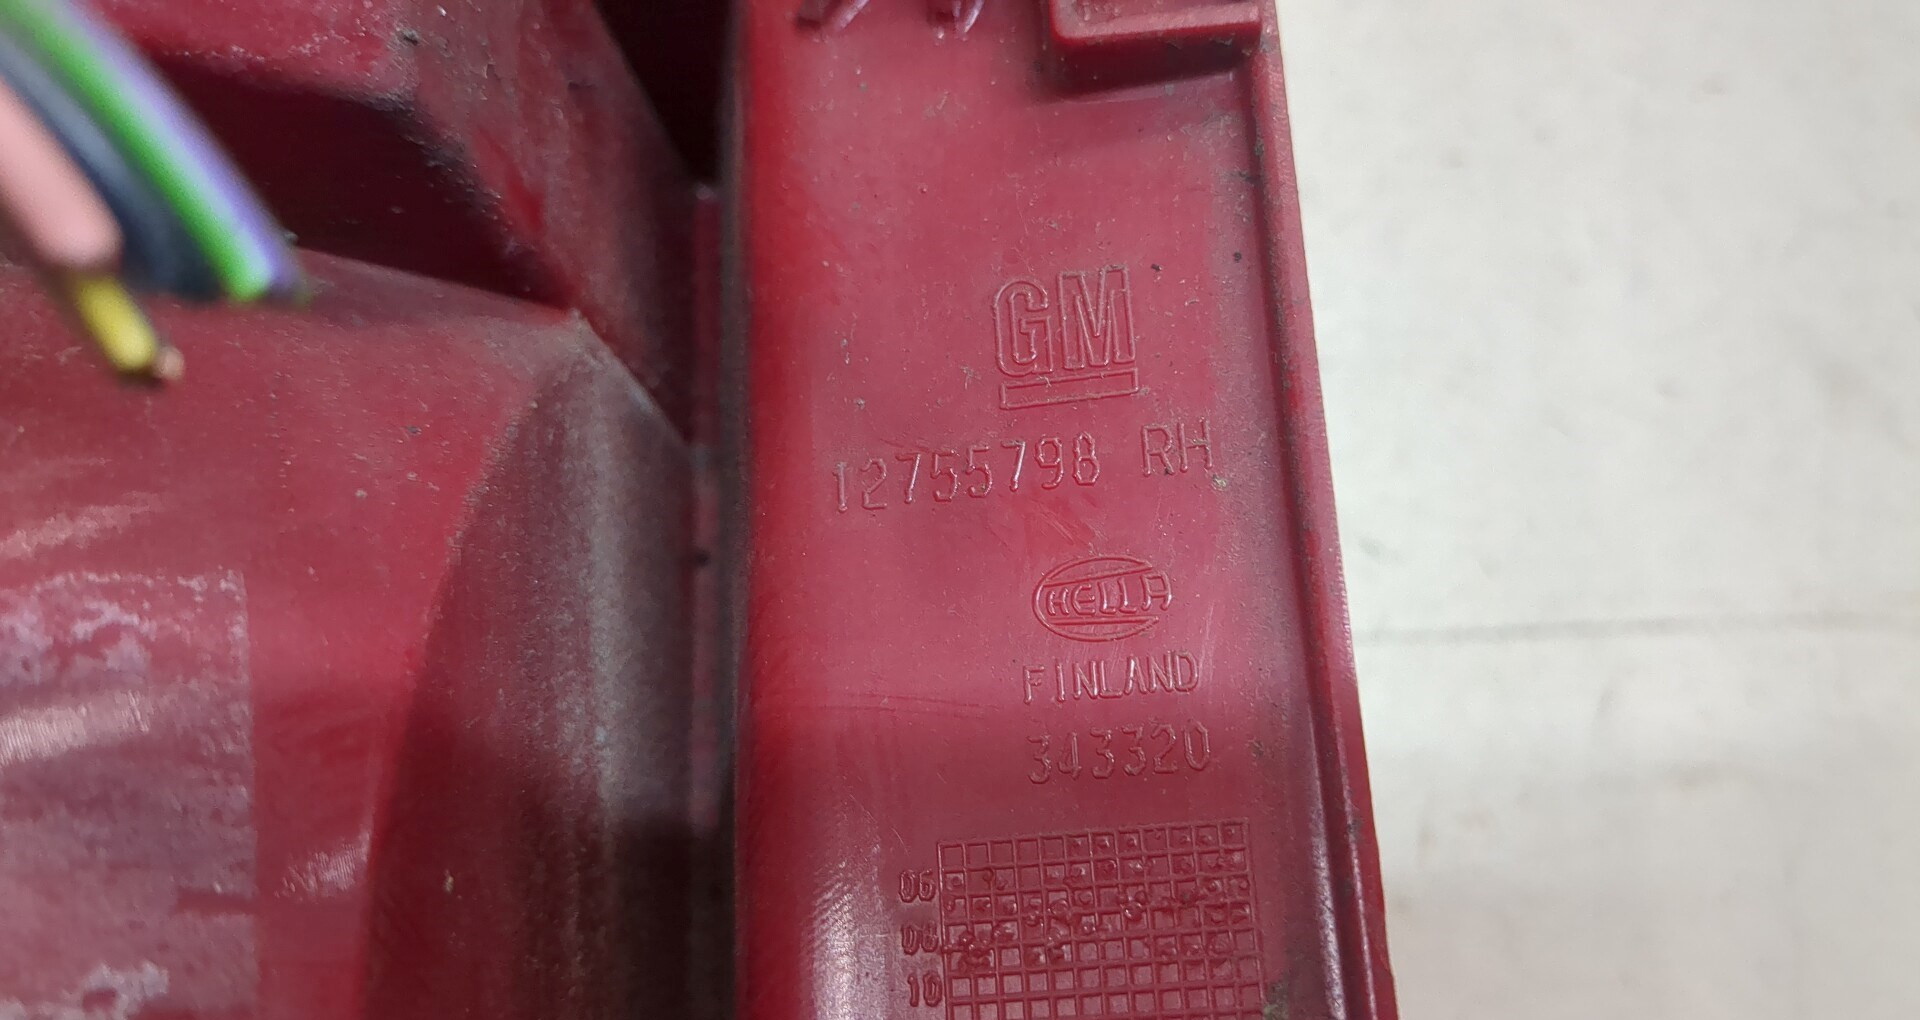 GM
12755798 RH
HELLA
FINLAND
343320
06
08
10